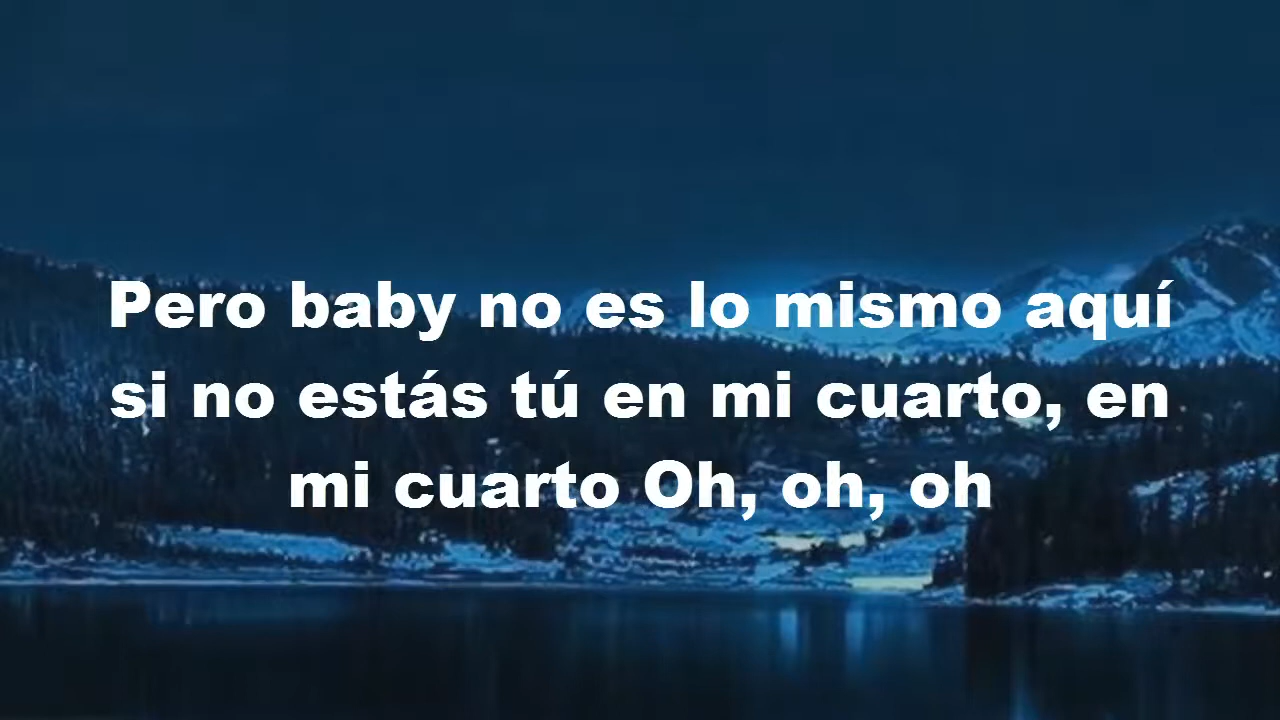 Pero baby no es lo mismo aquí
si no estás tú en mi cuarto, en
mi cuarto Oh, oh, oh